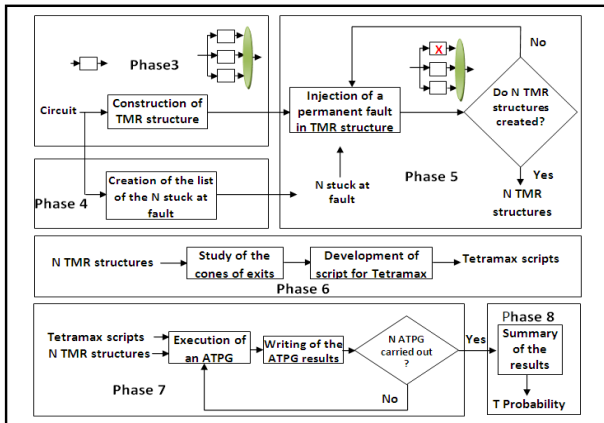 Phase3
Circuit
Construction of
TMR structure
Phase 4
Creation of the list
of the N stuck at
fault
X
No
Injection of a
permanent fault
in TMR structure
Do N TMR
structures
created?
N stuck at
fault
Phase 5
Yes
N TMR
structures
N TMR structures
Study of the
cones of exits
Development of
script for Tetramax
Tetramax scripts
Phase 6
Tetramax scripts
N TMR structures
Execution of
an ATPG
Writing of the
ATPG results
N ATPG
carried out
?
Yes
No
Phase 7
Phase 8
Summary
of the
results
T Probability